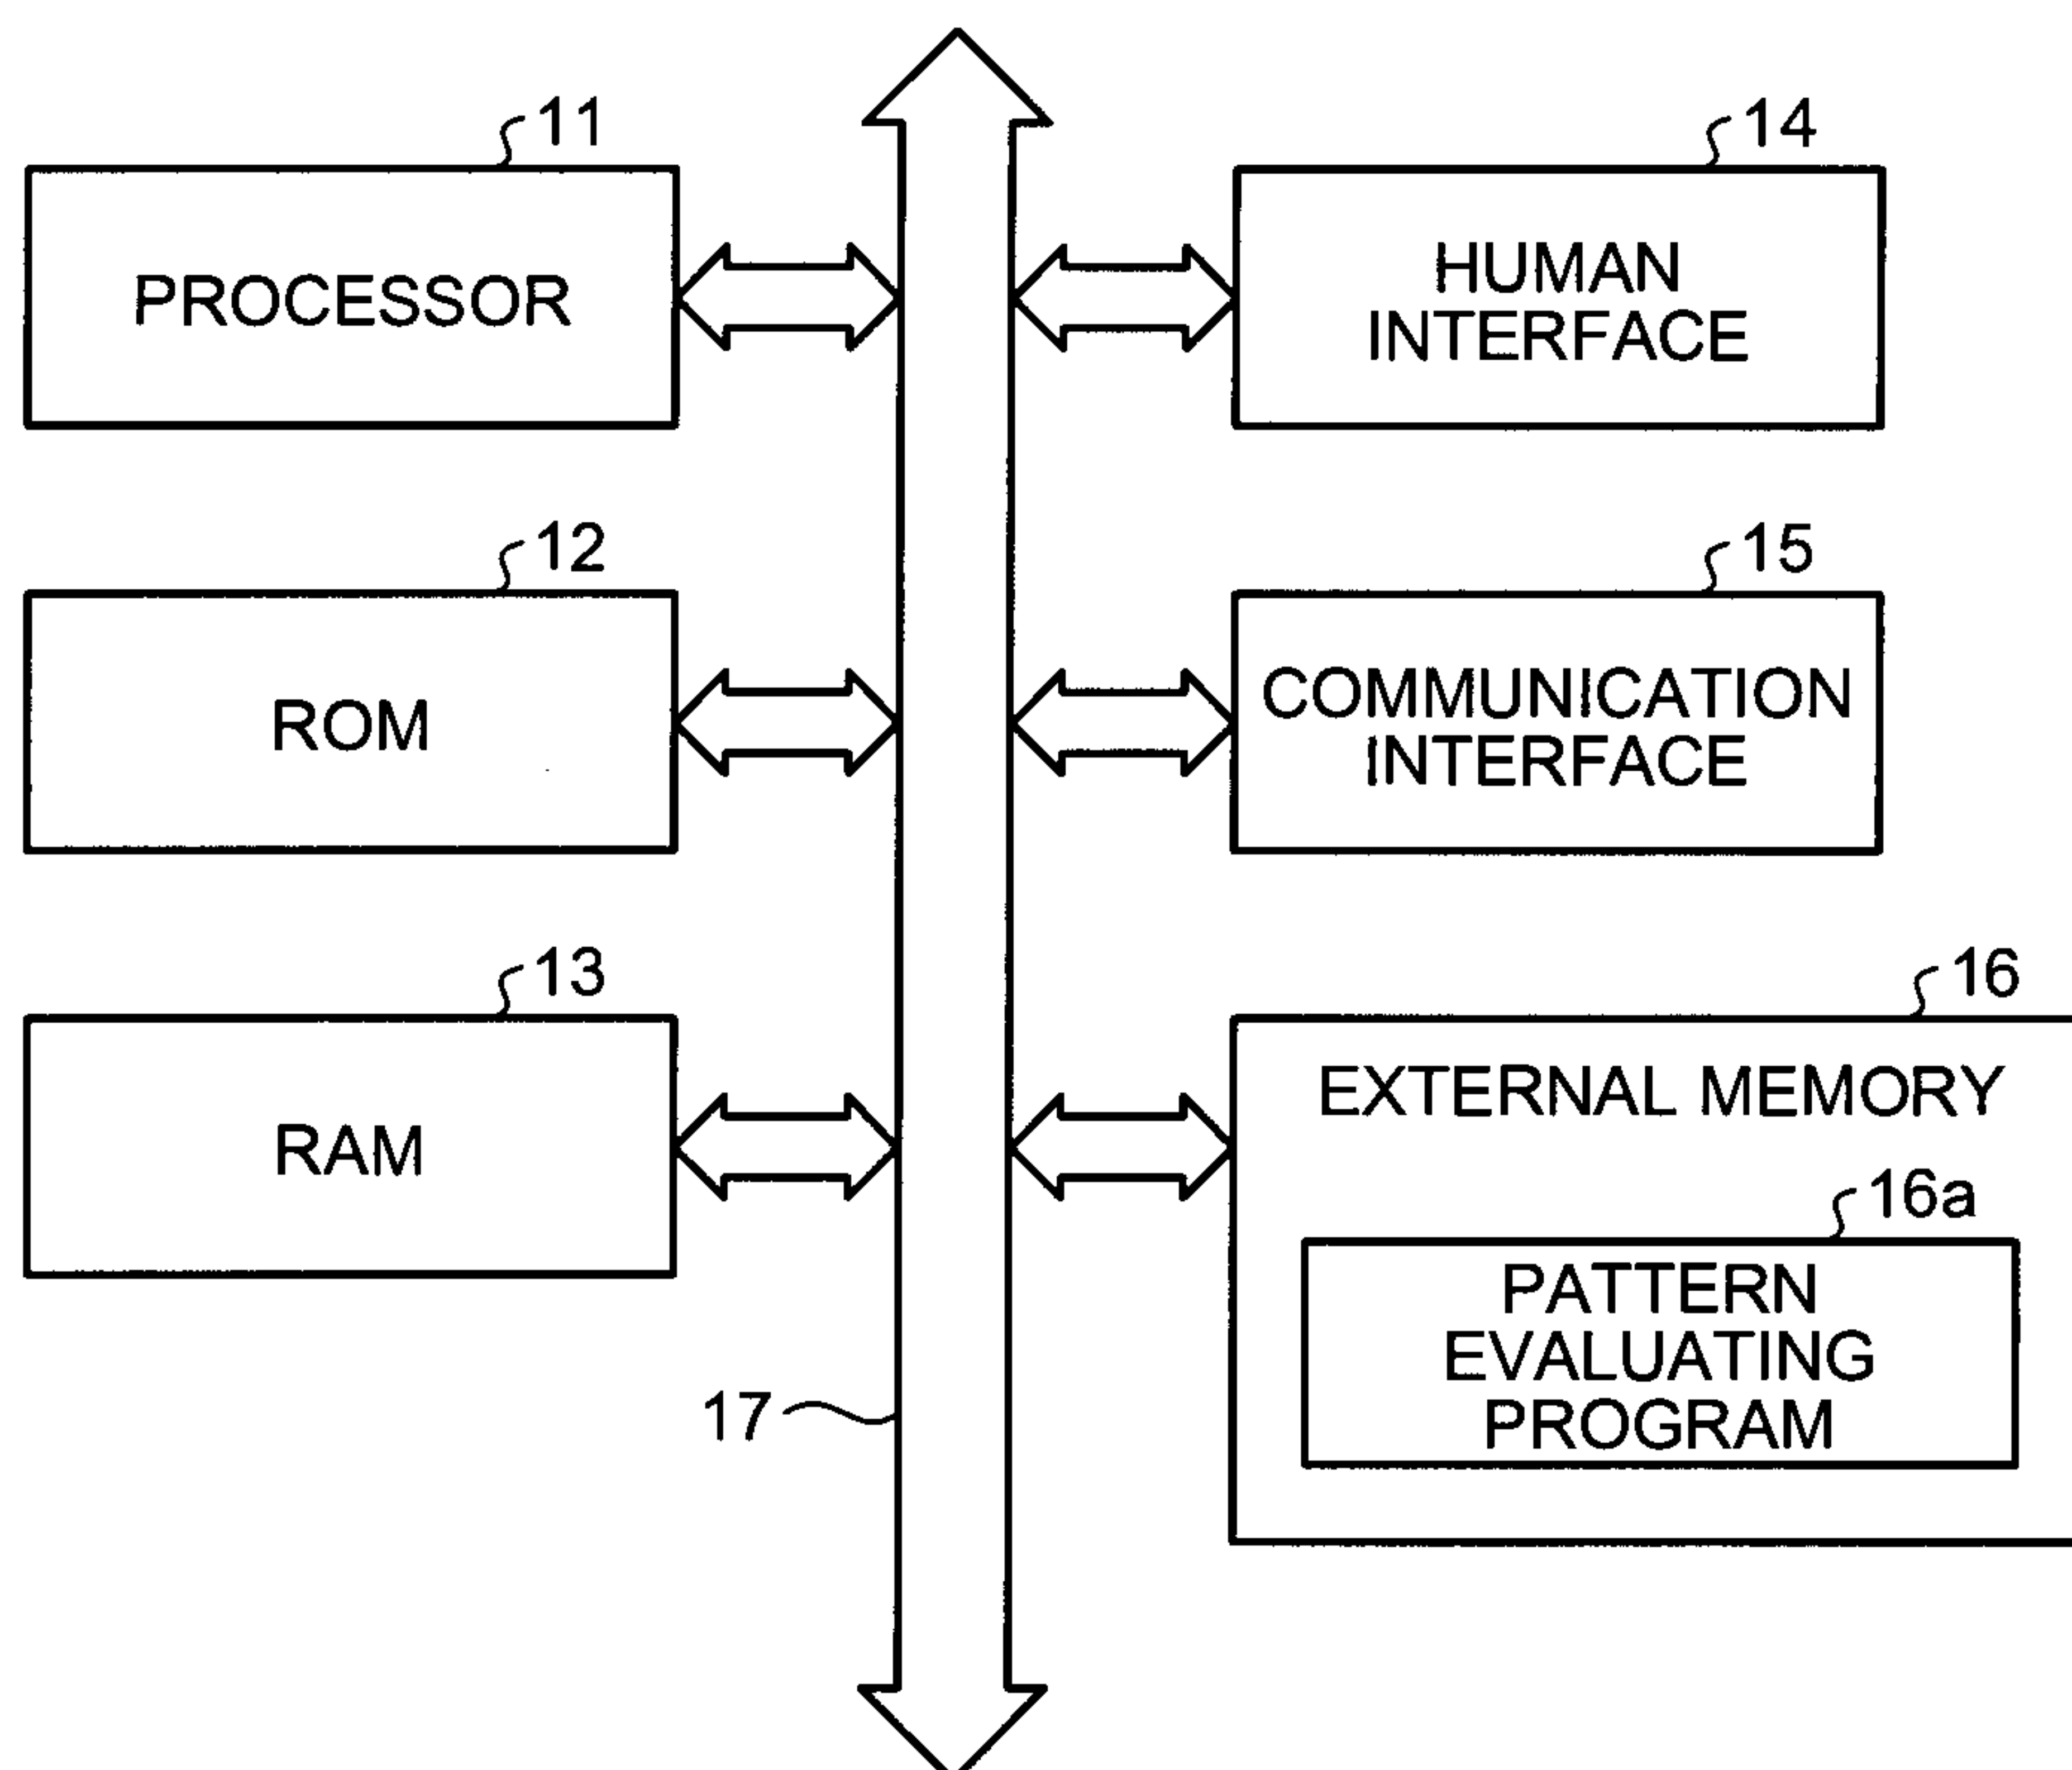 11
PROCESSOR
14
HUMAN
INTERFACE
12
ROM
15
COMMUNICATION
INTERFACE
13
RAM
16
EXTERNAL MEMORY
16a
PATTERN
EVALUATING
PROGRAM
17